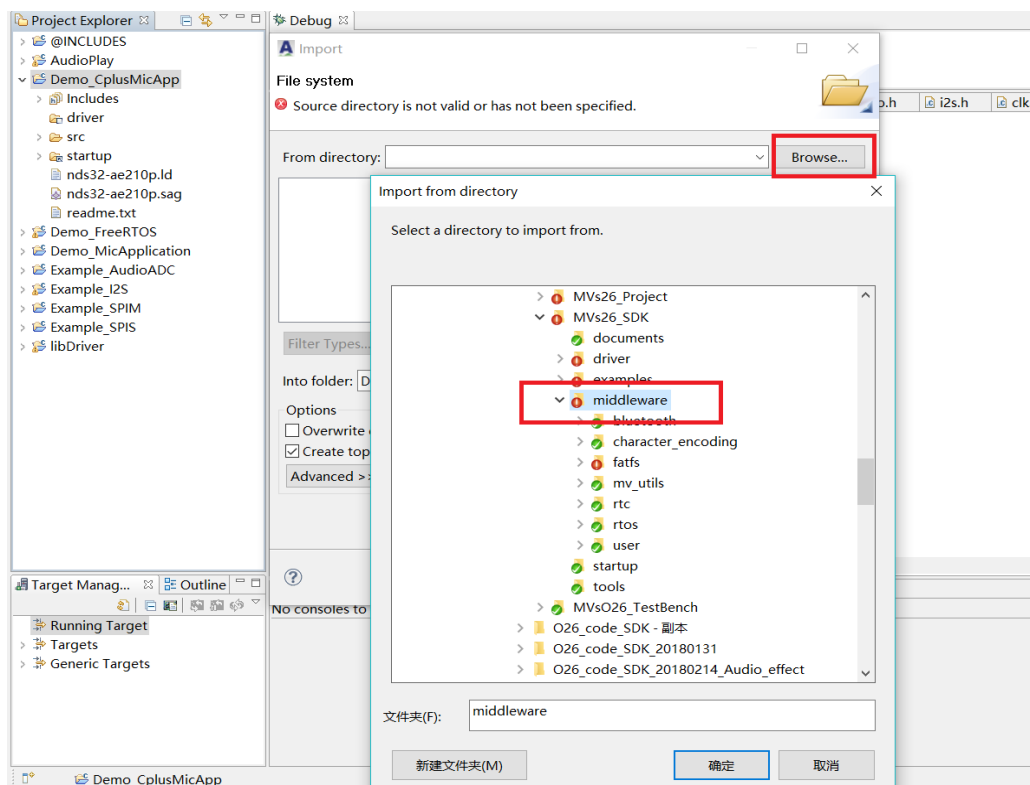 Project Explorer
@INCLUDES
AudioPlay
Demo_CplusMicApp
Includes
driver
src
startup
nds32-ae210p.ld
nds32-ae210p.sag
readme.txt
Demo_FreeRTOS
Demo_MicApplication
Example_AudioADC
Example_I2S
Example_SPIM
Example_SPIS
libDriver
Target Manag...
Outline
Running Target
Targets
Generic Targets
Demo_CplusMicApp
Debug
Import
File system
Source directory is not valid or has not been specified.
i2s.h
From directory:
Browse...
Filter Types...
Into folder:
Options
Overwrite
Create top
Advanced >>
No consoles to
Import from directory
Select a directory to import from.
MVs26_Project
MVs26_SDK
documents
driver
examples
middleware
bluetooth
character_encoding
fatfs
mv_utils
rtc
rtos
user
startup
tools
MVsO26_TestBench
O26_code_SDK - 副本
O26_code_SDK_20180131
O26_code_SDK_20180214_Audio_effect
文件夹(F):
middleware
新建文件夹(M)
确定
取消